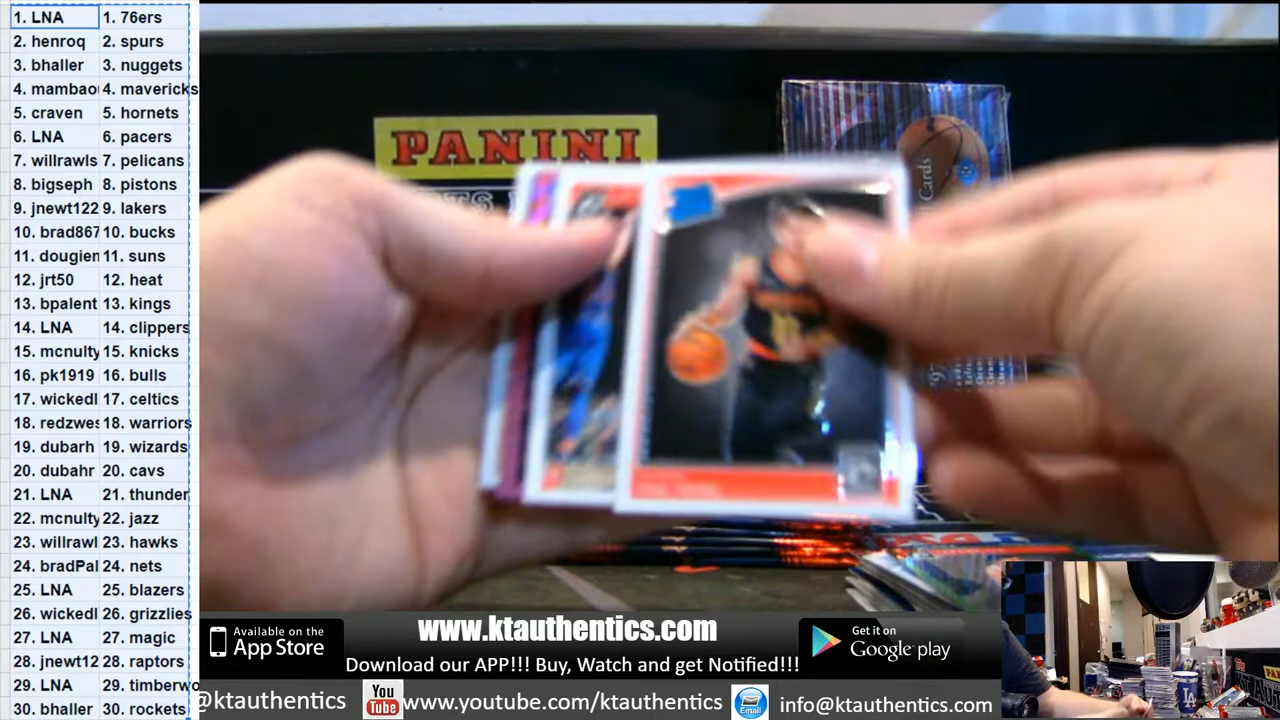 1. LNA 1. 76ers
2. henroq 2. spurs
3. bhaller 3. nuggets
4. mambao 4. mavericks
5. craven 5. hornets
6. LNA 6. pacers
7. willrawls 7. pelicans
8. bigseph 8. pistons
9. jnewt122 9. lakers
10. brad867 10. bucks
11. dougien 11. suns
12. jrt50 12. heat
13. bpalent 13. kings
14. LNA 14. clippers
15. mcnulty 15. knicks
16. pk1919 16. bulls
17. wickedl 17. celtics
18. redzwes 18. warriors
19. dubarh 19. wizards
20. dubahr 20. cavs
21. LNA 21. thunder
22. mcnulty 22. jazz
23. willrawl 23. hawks
24. bradPal 24. nets
25. LNA 25. blazers
26. wickedl 26. grizzlies
27. LNA 27. magic
28. jnewt12 28. raptors
29. LNA 29. timberwo
30. bhaller 30. rockets
PANINI
Cards
LA
www.ktauthentics.com
Available on the
App Store
Get it on
Google play
Download our APP!!! Buy, Watch and get Notified!!!
@ktauthentics
You
Tube
www.youtube.com/ktauthentics
Email
info@ktauthentics.com